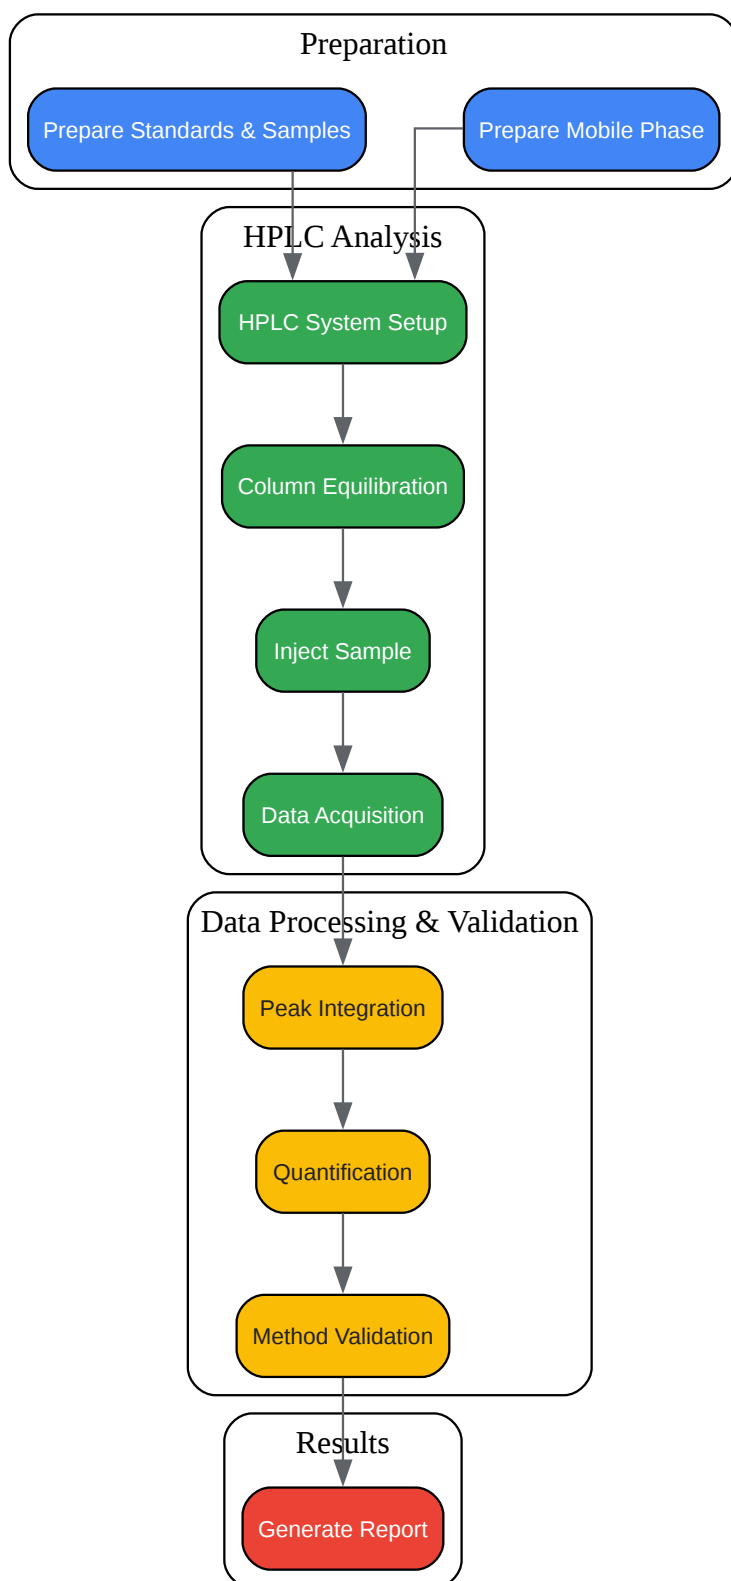 Preparation
Prepare Standards & Samples
Prepare Mobile Phase
HPLC Analysis
HPLC System Setup
Column Equilibration
Inject Sample
Data Acquisition
Data Processing & Validation
Peak Integration
Quantification
Method Validation
Results
Generate Report